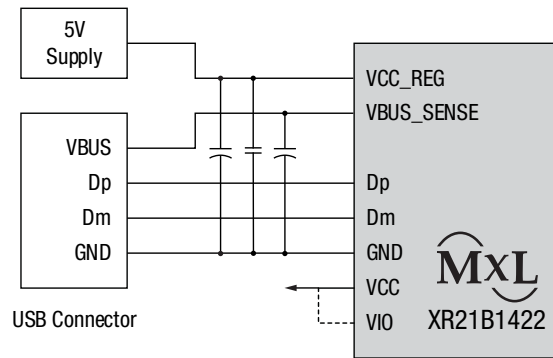 5V
Supply
VCC_REG
VBUS_SENSE
VBUS
Dp
Dp
Dm
Dm
GND
GND
VCC
VIO
MxL
XR21B1422
USB Connector